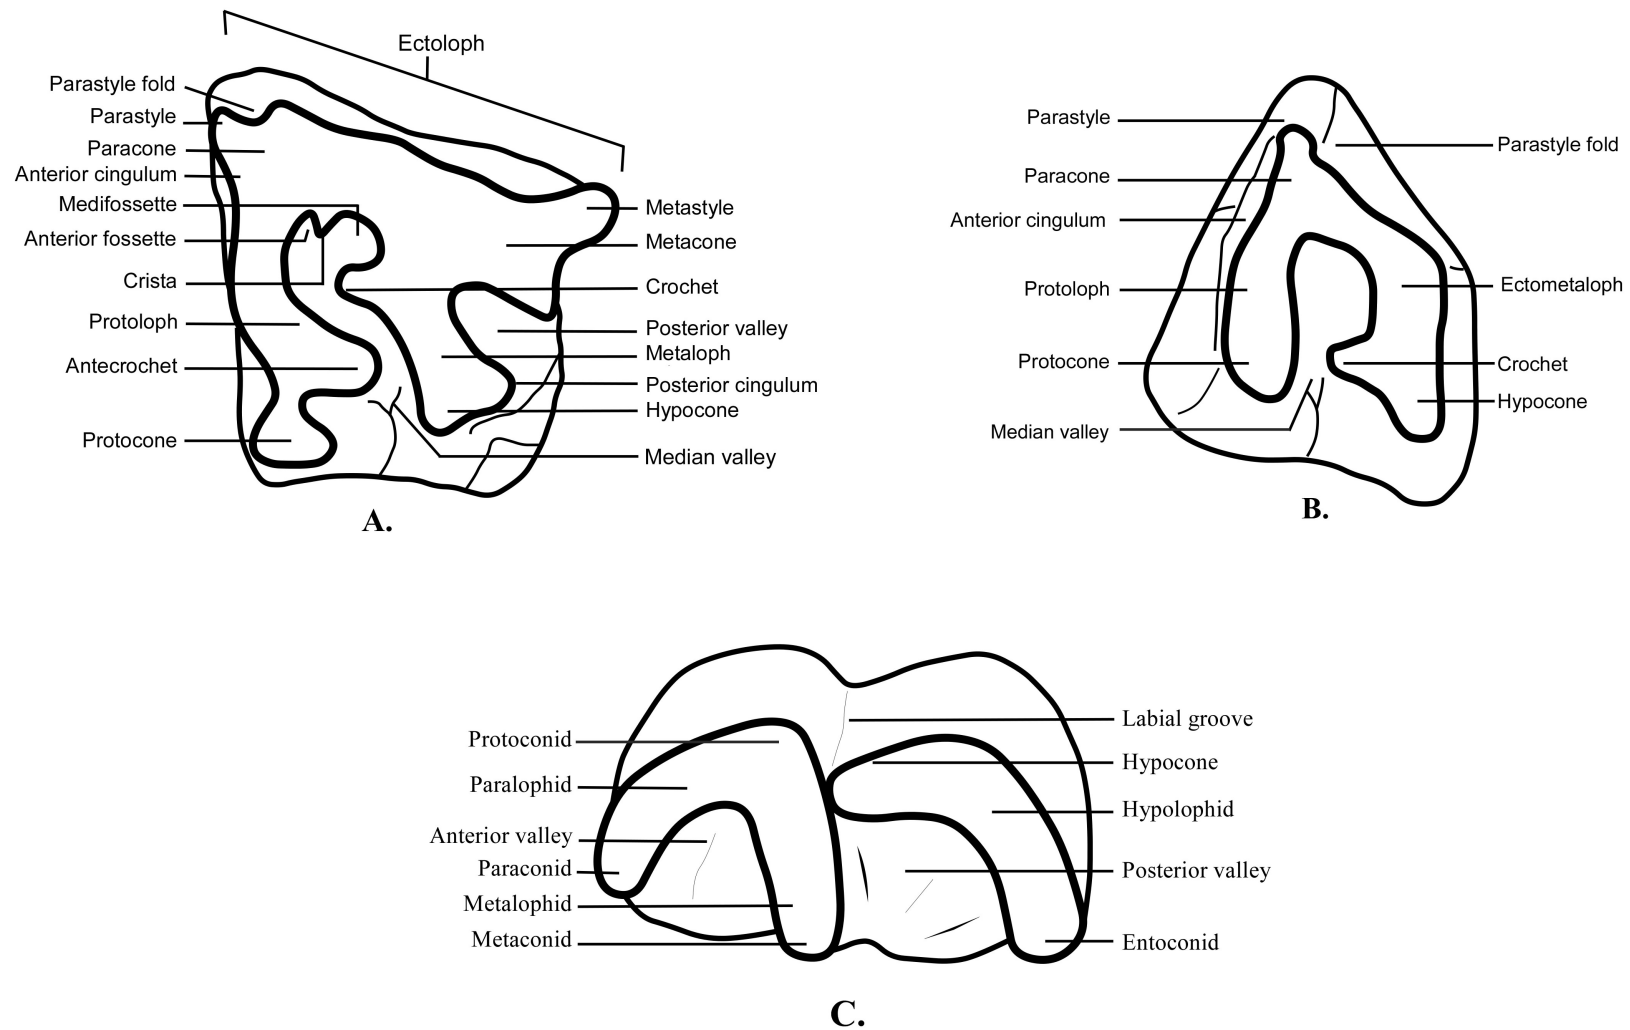 Ectoloph
Parastyle fold
Parastyle
Paracone
Anterior cingulum
Medifossette
Anterior fossette
Crista
Protoloph
Antecrochet
Protocone
Metastyle
Metacone
Crochet
Posterior valley
Metaloph
Posterior cingulum
Hypocone
Median valley
A.
Parastyle
Paracone
Anterior cingulum
Protoloph
Protocone
Median valley
Parastyle fold
Ectometaloph
Crochet
Hypocone
B.
Protoconid
Paralophid
Anterior valley
Paraconid
Metalophid
Metaconid
Labial groove
Hypocone
Hypolophid
Posterior valley
Entoconid
C.